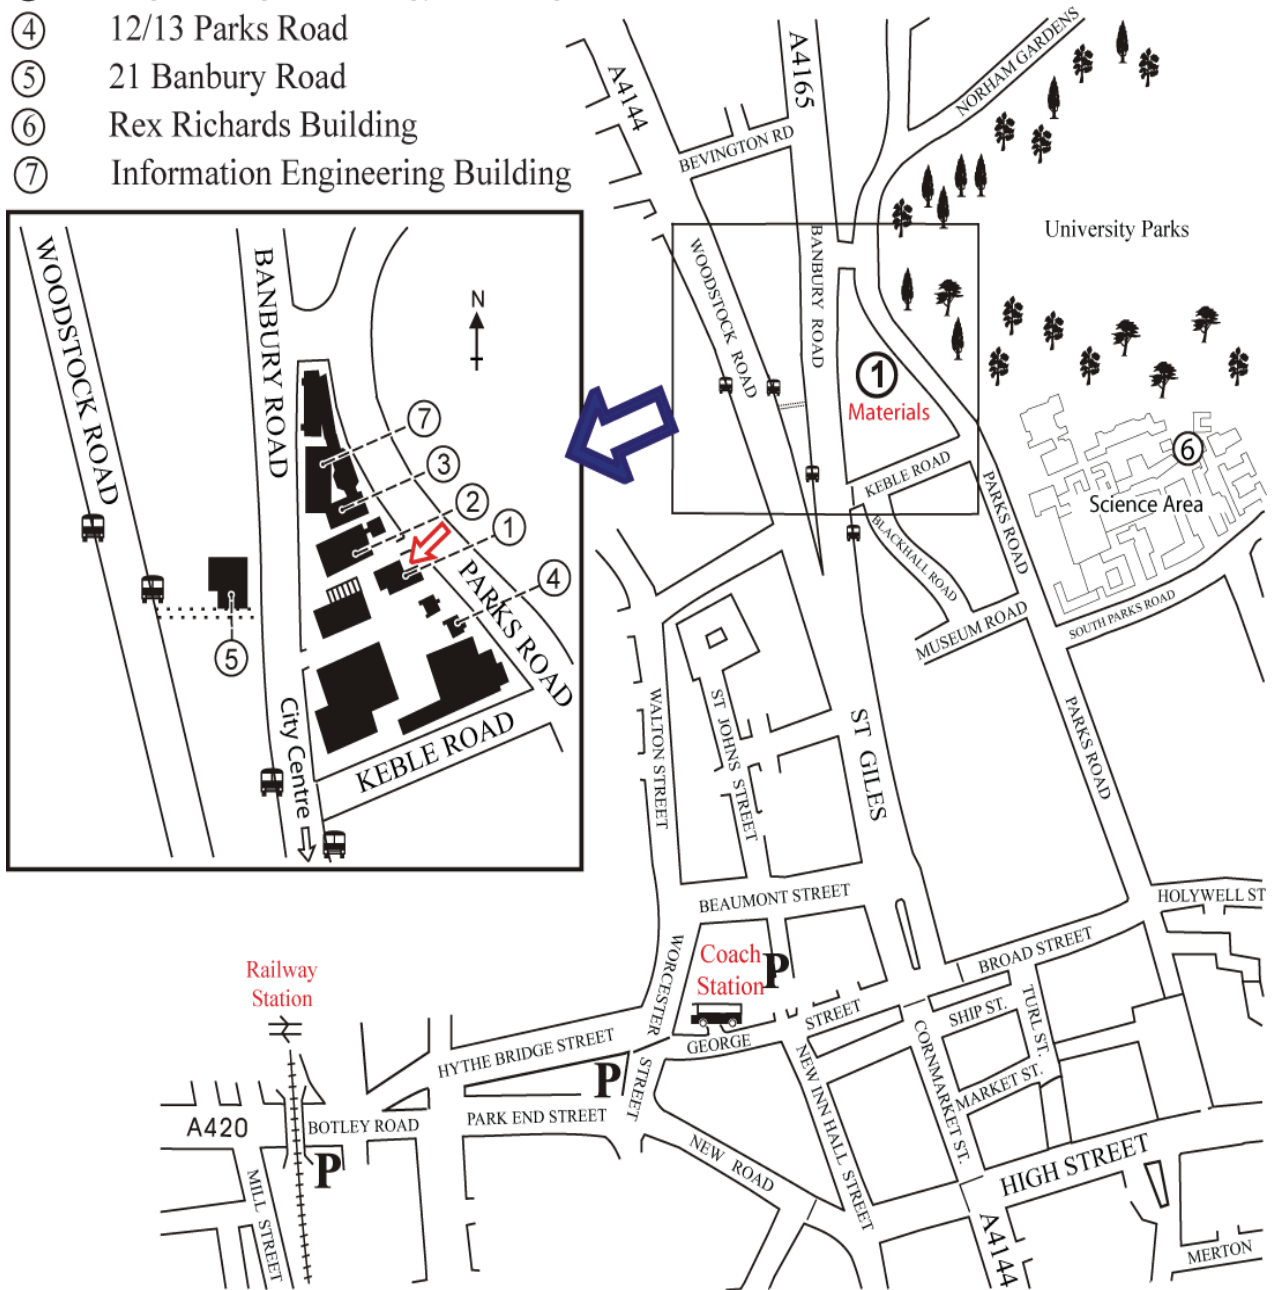 ④ 12/13 Parks Road
⑤ 21 Banbury Road
⑥ Rex Richards Building
⑦ Information Engineering Building
WOODSTOCK ROAD
BANBURY ROAD
N
⑦
③
②
①
④
⑤
PARKS ROAD
KEBLE ROAD
City Centre
A4144
A4165
BEVINGTON RD
NORHAM GARDENS
University Parks
WOODSTOCK ROAD
BANBURY ROAD
①
Materials
KEBLE ROAD
PARKS ROAD
⑥
Science Area
BLACKHALL ROAD
MUSEUM ROAD
SOUTH PARKS ROAD
WALTON STREET
ST JOHNS STREET
ST GILES
PARKS ROAD
BEAUMONT STREET
HOLYWELL ST
BROAD STREET
Railway
Station
Coach
Station
P
WORCESTER
STREET
GEORGE
STREET
SHIP ST.
TURL ST.
HYTHE BRIDGE STREET
P
CORNMARKET ST.
MARKET ST.
NEW INN HALL STREET
A420
BOTLEY ROAD
PARK END STREET
P
NEW ROAD
HIGH STREET
MILL STREET
A4144
MERTON